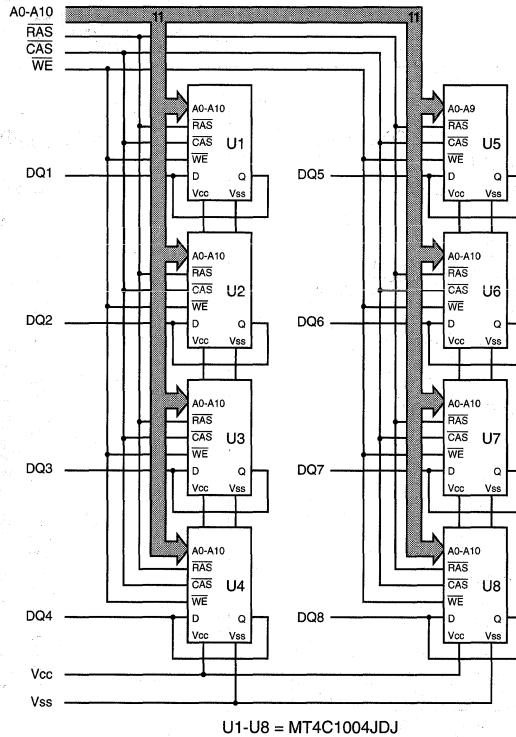 A0-A10 11 11
RAS
CAS
WE
A0-A10 A0-A9
RAS RAS
CAS U1 CAS U5
WE WE
DQ1 D Q DQ5 D Q
Vcc Vss Vcc Vss
A0-A10 A0-A10
RAS RAS
CAS U2 CAS U6
WE WE
DQ2 D Q DQ6 D Q
Vcc Vss Vcc Vss
A0-A10 A0-A10
RAS RAS
CAS U3 CAS U7
WE WE
DQ3 D Q DQ7 D Q
Vcc Vss Vcc Vss
A0-A10 A0-A10
RAS RAS
CAS U4 CAS U8
WE WE
DQ4 D Q DQ8 D Q
Vcc Vss Vcc Vss
Vcc
Vss
U1-U8 = MT4C1004JDJ